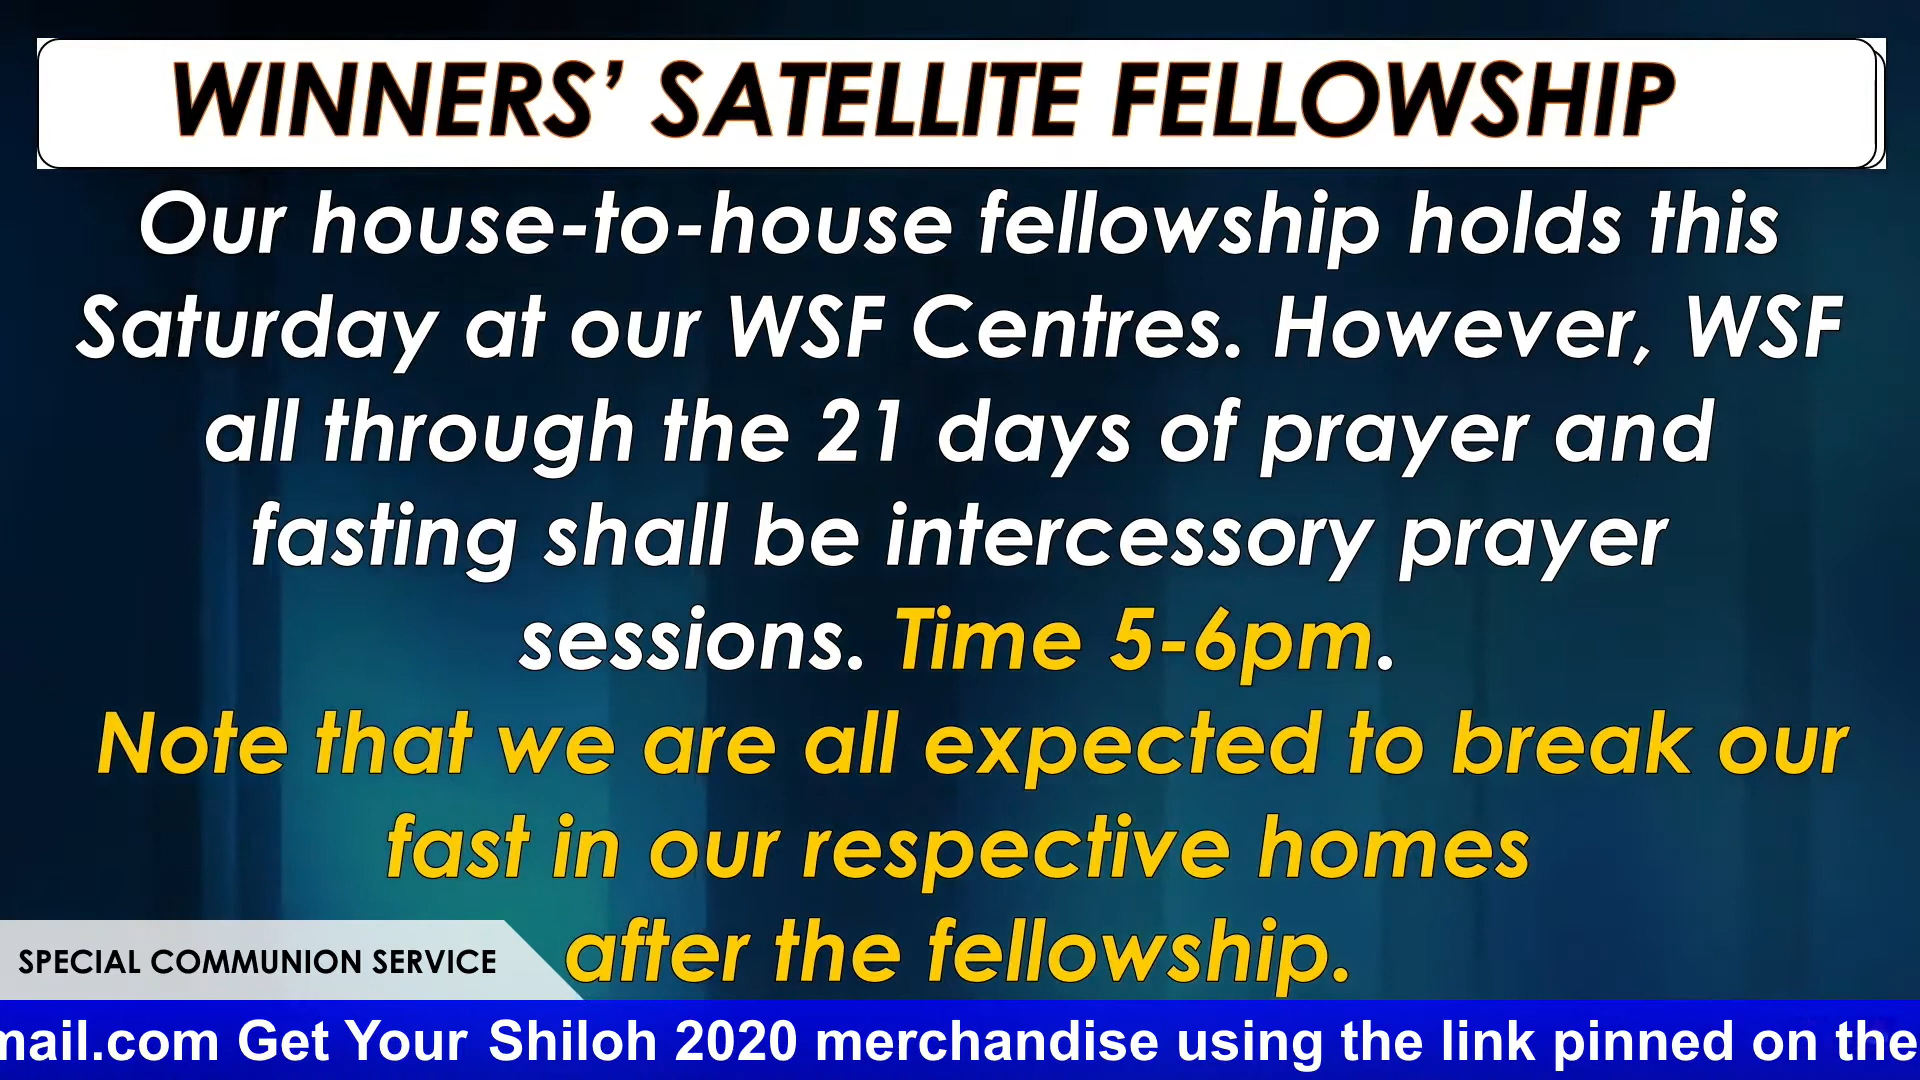 WINNERS’ SATELLITE FELLOWSHIP
Our house-to-house fellowship holds this
Saturday at our WSF Centres. However, WSF
all through the 21 days of prayer and
fasting shall be intercessory prayer
sessions. Time 5-6pm.
Note that we are all expected to break our
fast in our respective homes
after the fellowship.
SPECIAL COMMUNION SERVICE
mail.com Get Your Shiloh 2020 merchandise using the link pinned on the